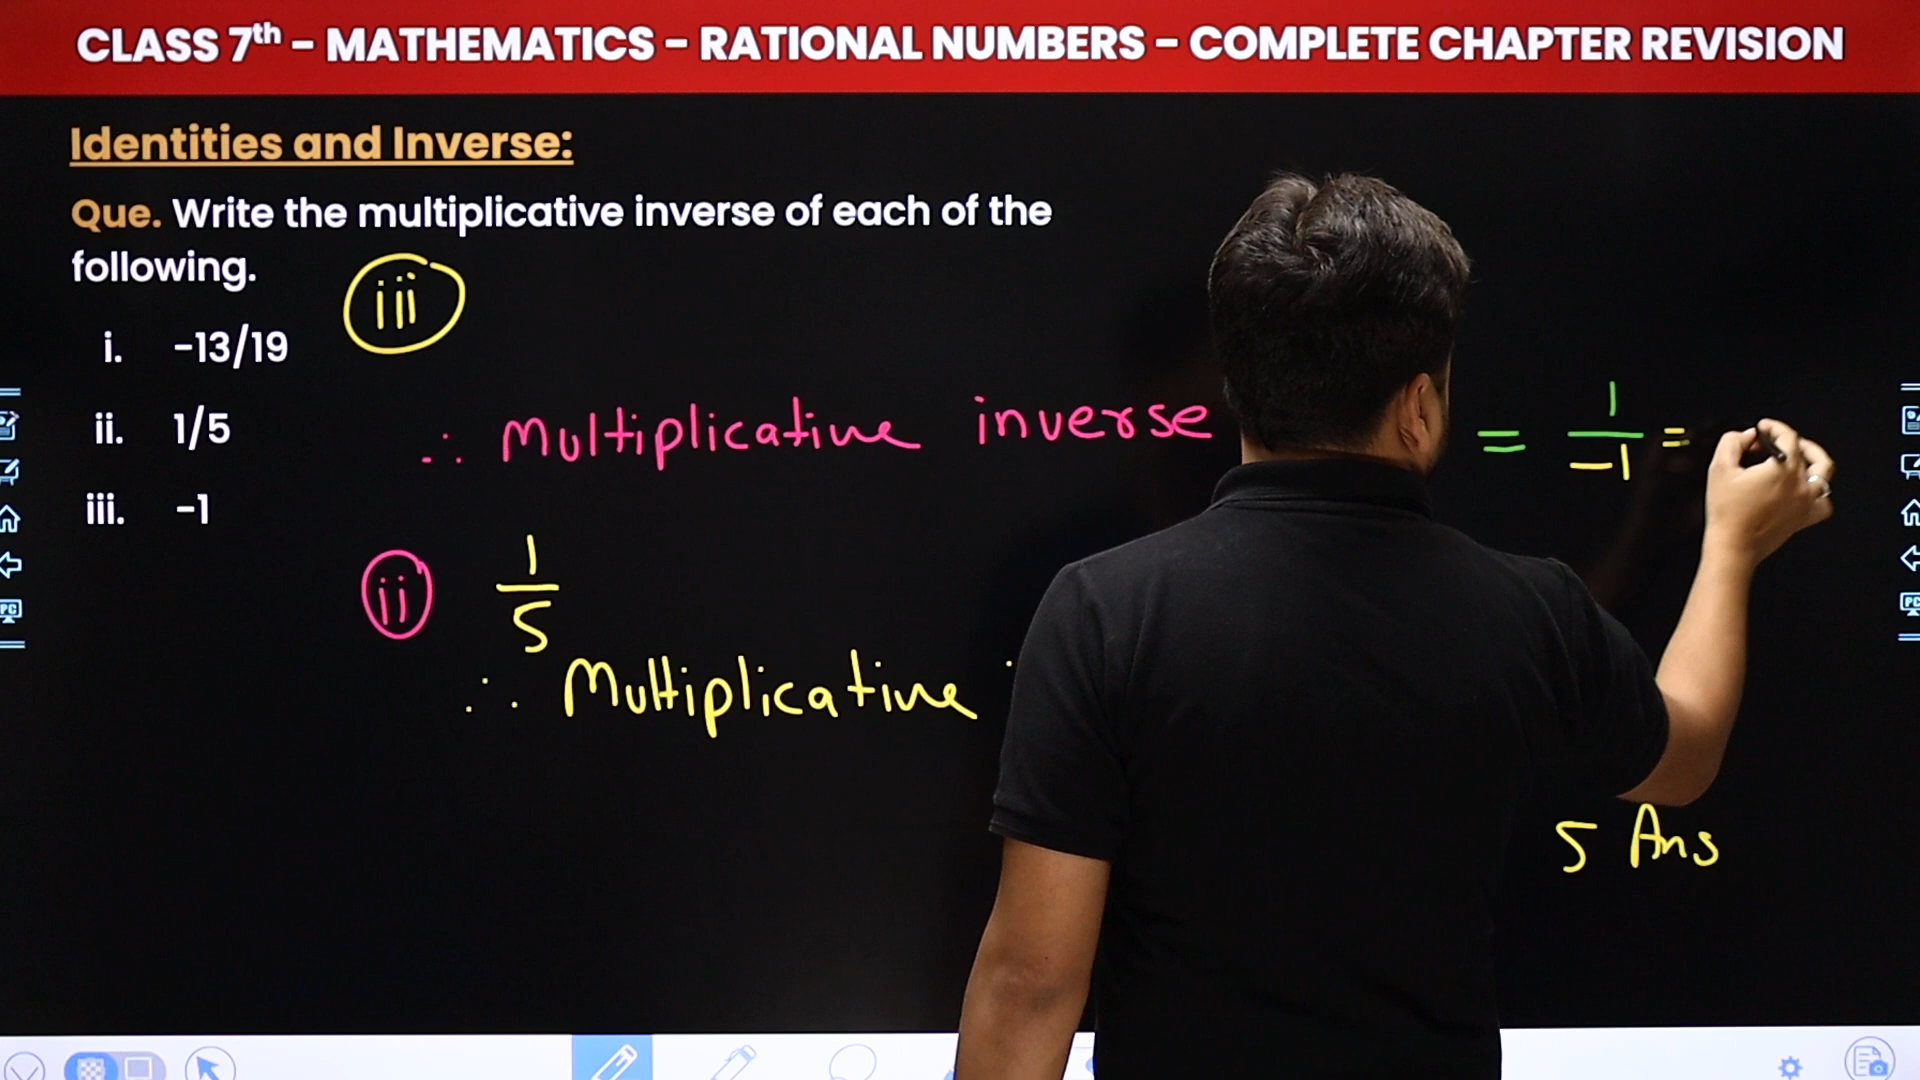 CLASS 7th - MATHEMATICS - RATIONAL NUMBERS - COMPLETE CHAPTER REVISION
Identities and Inverse:
Que. Write the multiplicative inverse of each of the
following.
i. -13/19
ii. 1/5
iii. -1
iii
∴ Multiplicative inverse = 1/-1 =
ii 1/5
∴ Multiplicative
5 Ans
PC
PC